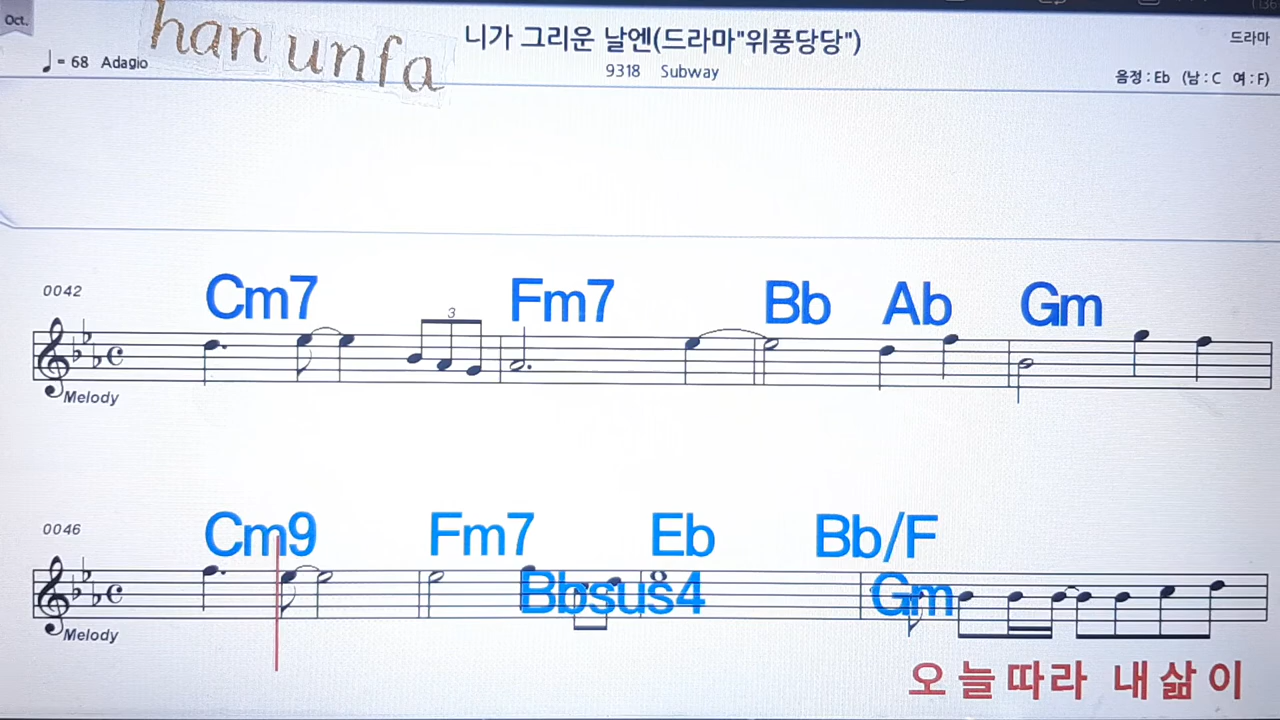 Oct.
han unfa
니가 그리운 날엔(드라마"위풍당당")
드라마
♩= 68 Adagio
9318 Subway
음정 : Eb (남 : C 여 : F)
0042
Cm7 Fm7 Bb Ab Gm
3
Melody
0046
Cm9 Fm7 Eb Bb/F
Bbsus4 Gm
Melody
오늘따라 내삶이